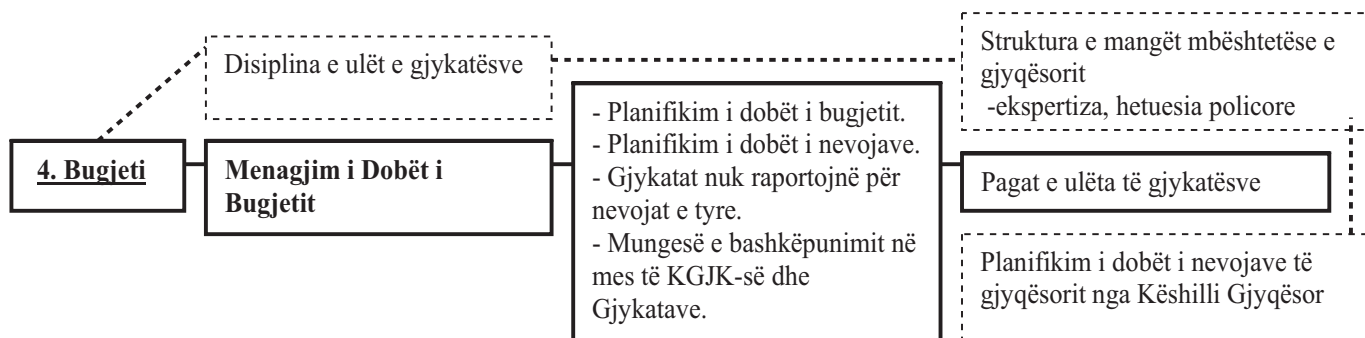 4. Bugjeti
Disiplina e ulët e gjykatësve
Menagjim i Dobët i
Bugjetit
- Planifikim i dobët i bugjetit.
- Planifikim i dobët i nevojave.
- Gjykatat nuk raportojnë për
nevojat e tyre.
- Mungesë e bashkëpunimit në
mes të KGJK-së dhe
Gjykatave.
Struktura e mangët mbështetëse e
gjyqësorit
-ekspertiza, hetuesia policore
Pagat e ulëta të gjykatësve
Planifikim i dobët i nevojave të
gjyqësorit nga Këshilli Gjyqësor